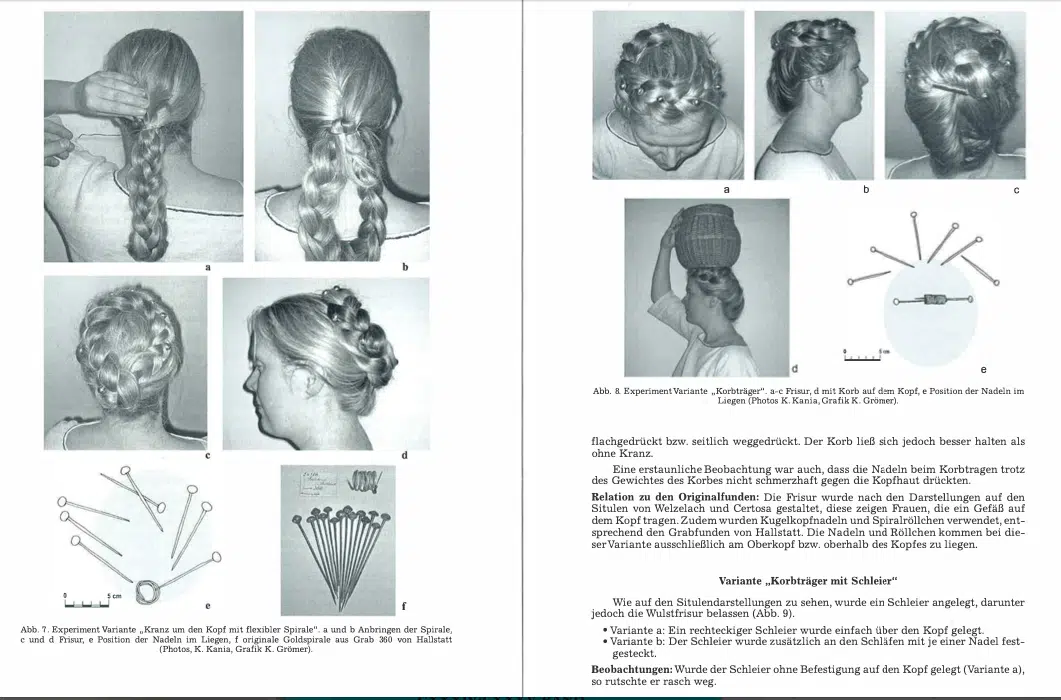 a
b
c
d
0
5 cm
e
f
Abb. 7. Experiment Variante „Kranz um den Kopf mit flexibler Spirale“. a und b Anbringen der Spirale,
c und d Frisur, e Position der Nadeln im Liegen, f originale Goldspirale aus Grab 360 von Hallstatt
(Photos, K. Kania, Grafik K. Grömer).
a
b
c
d
0
5 cm
e
Abb. 8. Experiment Variante „Korbträger“. a-c Frisur, d mit Korb auf dem Kopf, e Position der Nadeln im
Liegen (Photos K. Kania, Grafik K. Grömer).
flachgedrückt bzw. seitlich weggedrückt. Der Korb ließ sich jedoch besser halten als
ohne Kranz.
Eine erstaunliche Beobachtung war auch, dass die Nadeln beim Korbtragen trotz
des Gewichtes des Korbes nicht schmerzhaft gegen die Kopfhaut drückten.
Relation zu den Originalfunden: Die Frisur wurde nach den Darstellungen auf den
Situlen von Welzelach und Certosa gestaltet, diese zeigen Frauen, die ein Gefäß auf
dem Kopf tragen. Zudem wurden Kugelkopfnadeln und Spiralröllchen verwendet, ent-
sprechend den Grabfunden von Hallstatt. Die Nadeln und Röllchen kommen bei die-
ser Variante ausschließlich am Oberkopf bzw. oberhalb des Kopfes zu liegen.
Variante „Korbträger mit Schleier“
Wie auf den Situlendarstellungen zu sehen, wurde ein Schleier angelegt, darunter
jedoch die Wulstfrisur belassen (Abb. 9).
• Variante a: Ein rechteckiger Schleier wurde einfach über den Kopf gelegt.
• Variante b: Der Schleier wurde zusätzlich an den Schläfen mit je einer Nadel fest-
gesteckt.
Beobachtungen: Wurde der Schleier ohne Befestigung auf den Kopf gelegt (Variante a),
so rutschte er rasch weg.